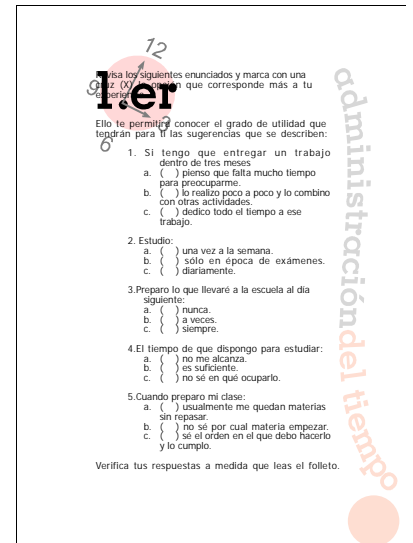 12
9
3
6
1.er
Revisa los siguientes enunciados y marca con una
cruz (X) la opción que corresponde más a tu
experiencia.
Ello te permitirá conocer el grado de utilidad que
tendrán para ti las sugerencias que se describen:
1. Si tengo que entregar un trabajo
dentro de tres meses
a. ( ) pienso que falta mucho tiempo
para preocuparme.
b. ( ) lo realizo poco a poco y lo combino
con otras actividades.
c. ( ) dedico todo el tiempo a ese
trabajo.
2. Estudio:
a. ( ) una vez a la semana.
b. ( ) sólo en época de exámenes.
c. ( ) diariamente.
3.Preparo lo que llevaré a la escuela al día
siguiente:
a. ( ) nunca.
b. ( ) a veces.
c. ( ) siempre.
4.El tiempo de que dispongo para estudiar:
a. ( ) no me alcanza.
b. ( ) es suficiente.
c. ( ) no sé en qué ocuparlo.
5.Cuando preparo mi clase:
a. ( ) usualmente me quedan materias
sin repasar.
b. ( ) no sé por cual materia empezar.
c. ( ) sé el orden en el que debo hacerlo
y lo cumplo.
Verifica tus respuestas a medida que leas el folleto.
administración del tiempo